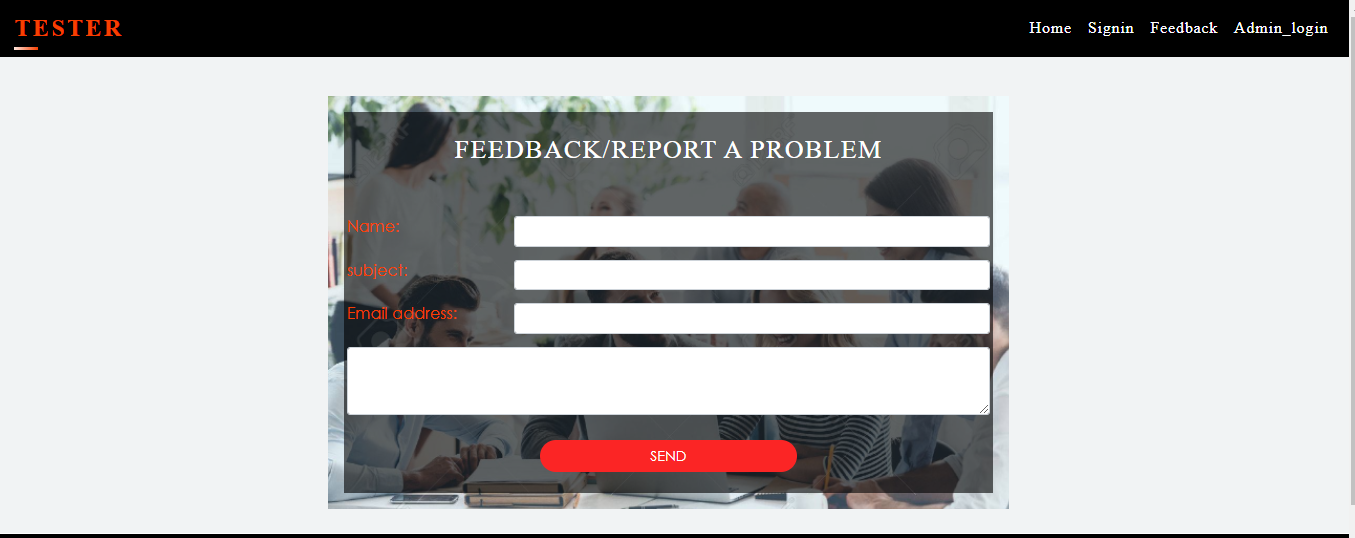 TESTER
Home Signin Feedback Admin_login
FEEDBACK/REPORT A PROBLEM
Name:
subject:
Email address:
SEND